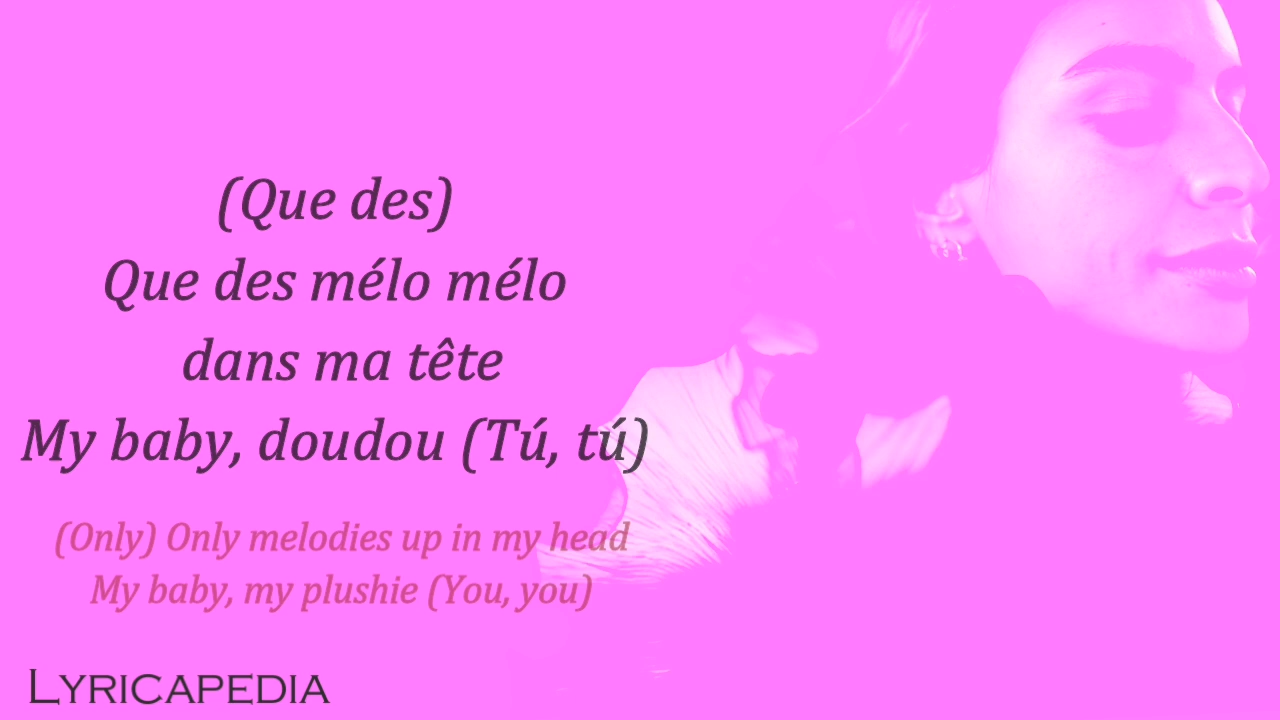 (Que des)
Que des mélo mélo
dans ma tête
My baby, doudou (Tú, tú)
(Only) Only melodies up in my head
My baby, my plushie (You, you)
LYRICAPEDIA